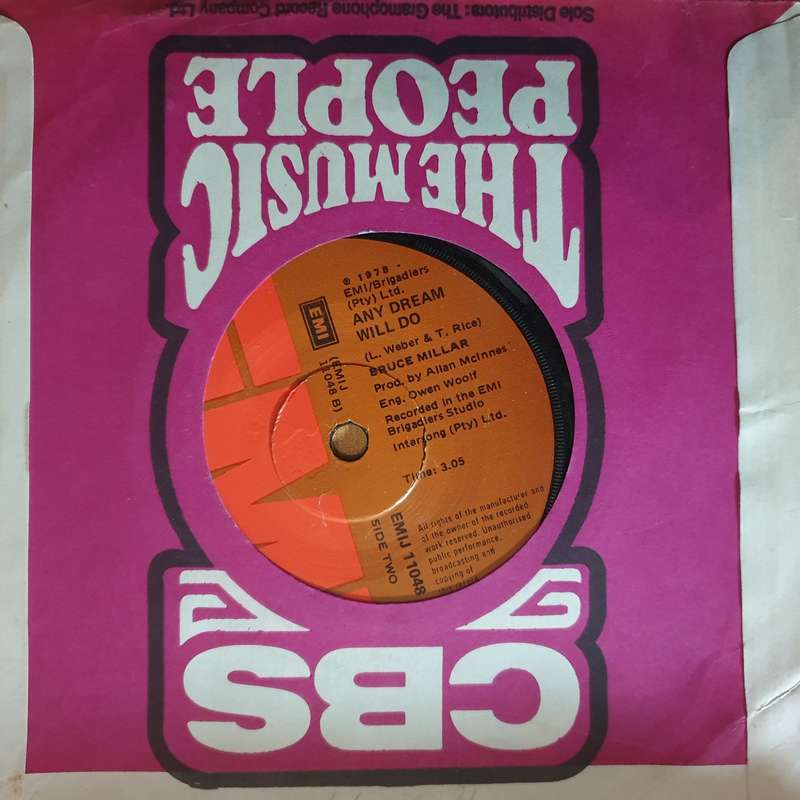 Sole Distributors: The Gramophone Record Company Ltd.
THE MUSIC
PEOPLE
℗ 1978 -
EMI/Brigadiers
(Pty) Ltd.
ANY DREAM
WILL DO
(L. Weber & T. Rice)
BRUCE MILLAR
Prod. by Allan McInnes
Eng. Owen Woolf
Recorded in the EMI
Brigadiers Studio
Intersong (Pty) Ltd.
Time: 3.05
EMI
(EMIJ
11048 B)
EMIJ 11048
SIDE TWO
All rights of the manufacturer and
of the owner of the recorded
work reserved. Unauthorised
public performance,
broadcasting and
copying of
this record
CBS